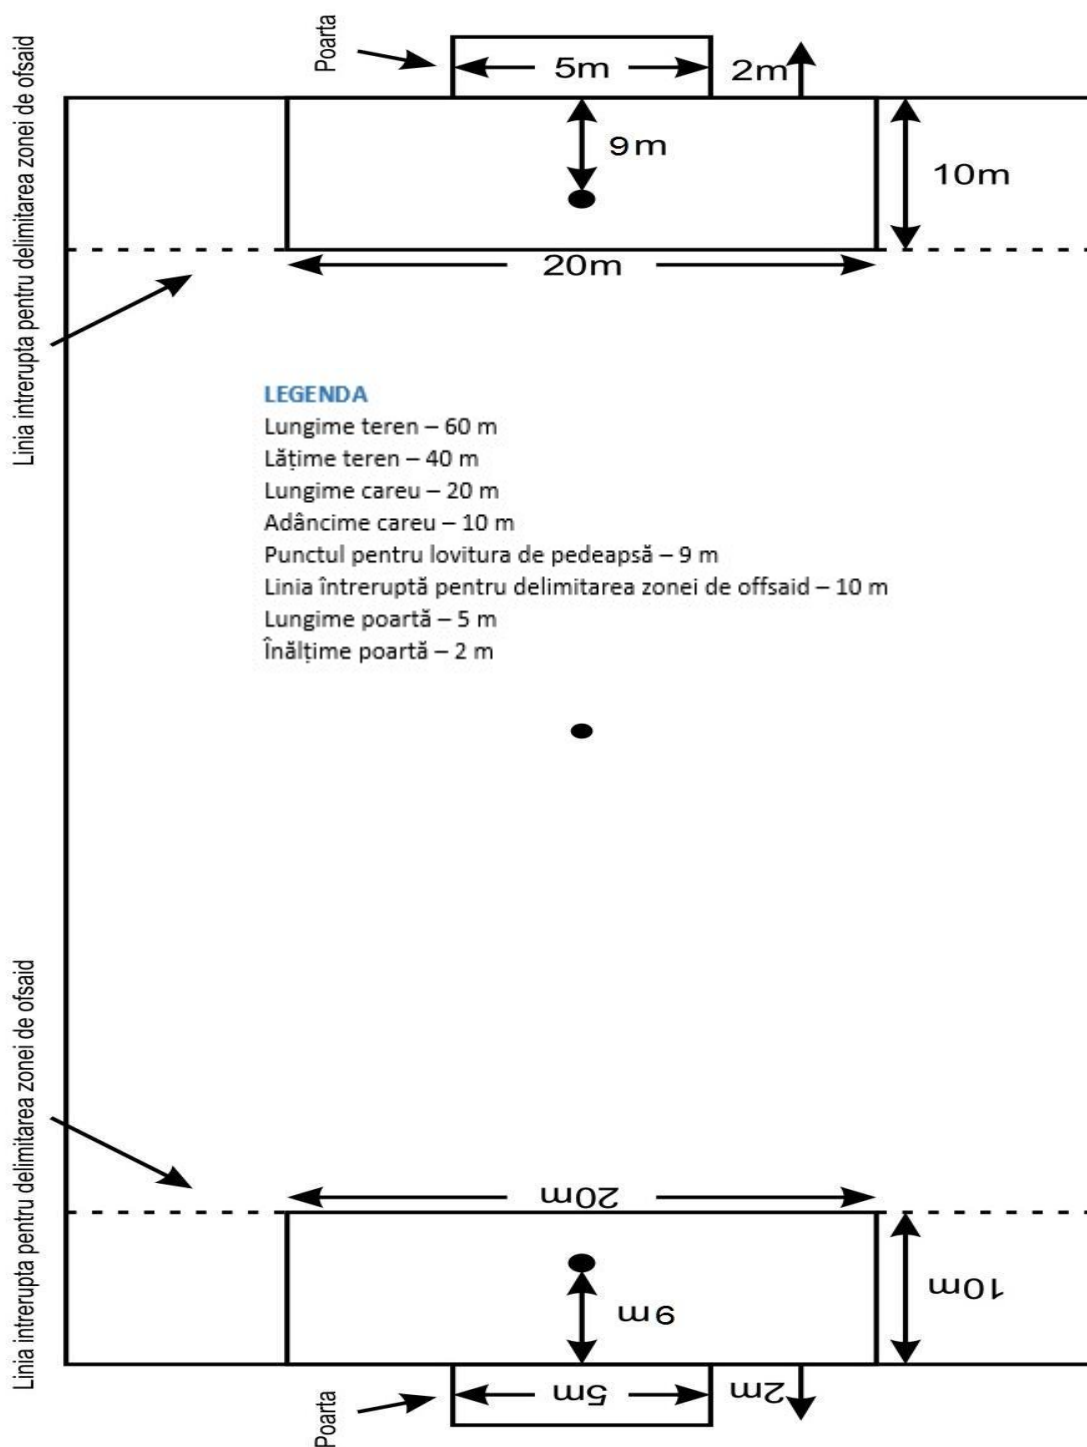 Linia intrerupta pentru delimitarea zonei de ofsaid
Poarta
5m
2m
9m
10m
20m
LEGENDA
Lungime teren – 60 m
Lățime teren – 40 m
Lungime careu – 20 m
Adâncime careu – 10 m
Punctul pentru lovitura de pedeapsă – 9 m
Linia întreruptă pentru delimitarea zonei de offsaid – 10 m
Lungime poartă – 5 m
Înălțime poartă – 2 m
Linia intrerupta pentru delimitarea zonei de ofsaid
20m
10m
9m
5m
2m
Poarta